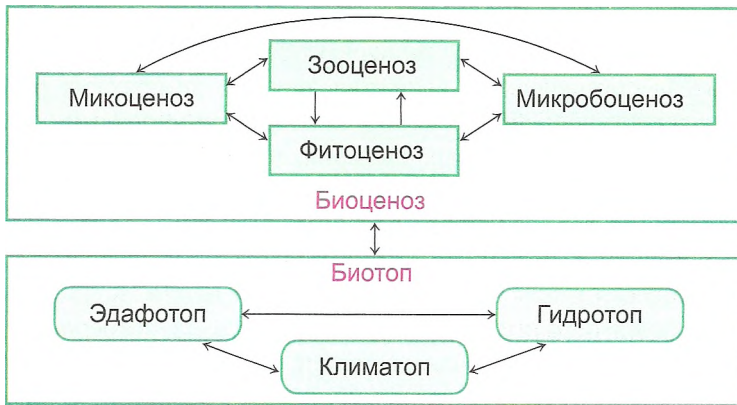 Зооценоз
Микоценоз
Микробоценоз
Фитоценоз
Биоценоз
Биотоп
Эдафотоп
Гидротоп
Климатоп